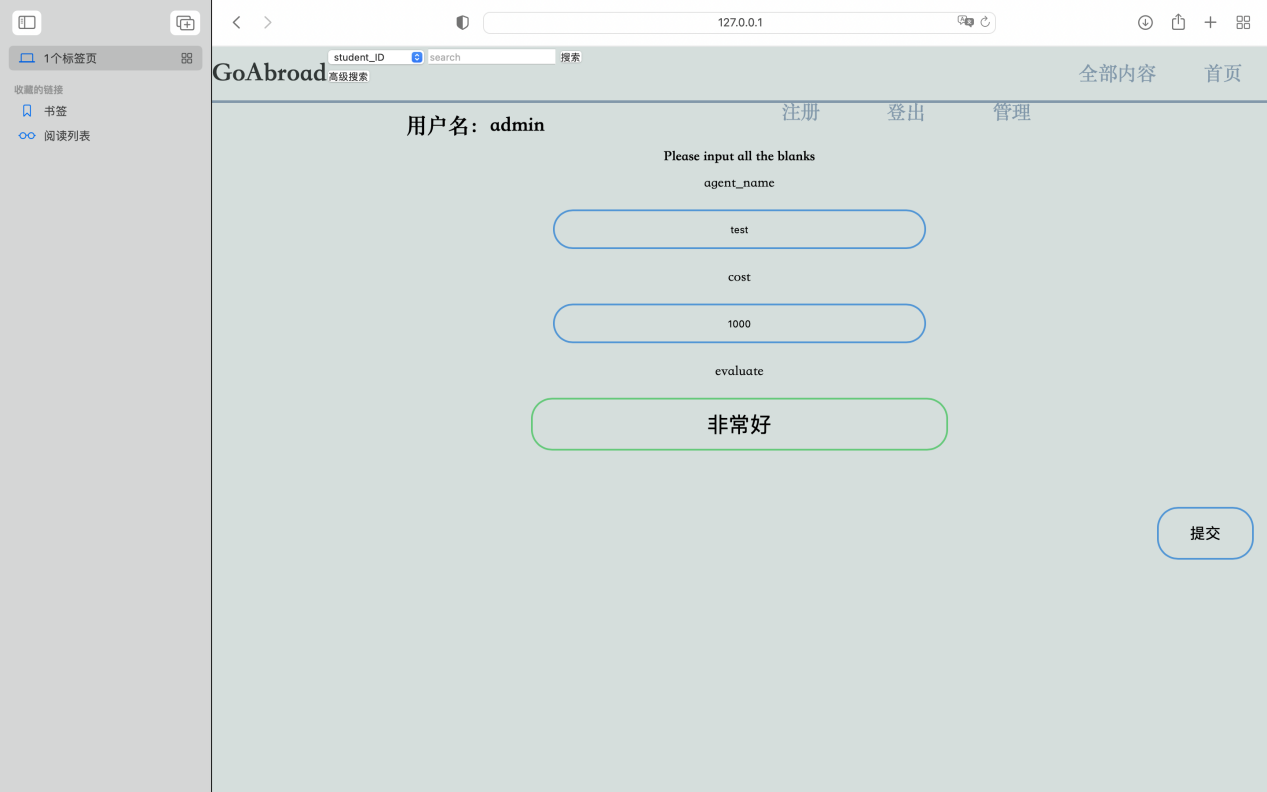 127.0.0.1
1个标签页
收藏的链接
书签
阅读列表
GoAbroad
student_ID
search
搜索
高级搜索
全部内容
首页
注册
登出
管理
用户名：admin
Please input all the blanks
agent_name
test
cost
1000
evaluate
非常好
提交